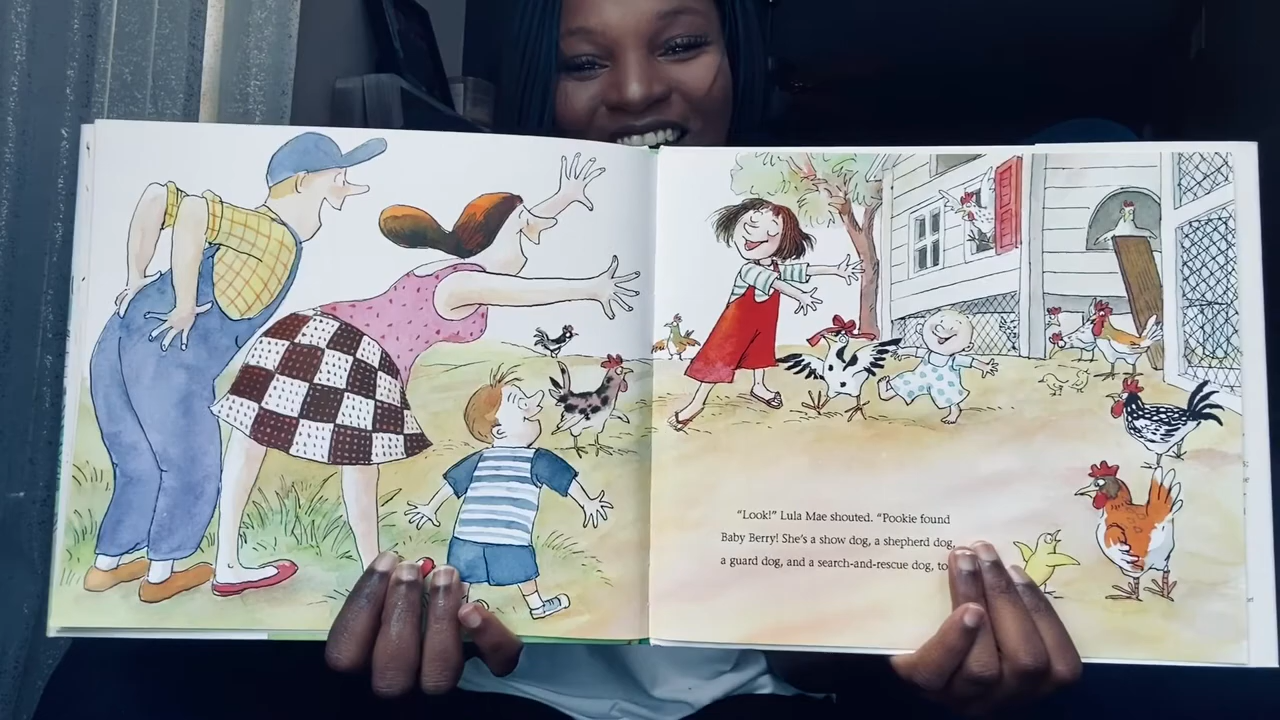 "Look!" Lula Mae shouted. "Pookie found
Baby Berry! She's a show dog, a shepherd dog,
a guard dog, and a search-and-rescue dog, to